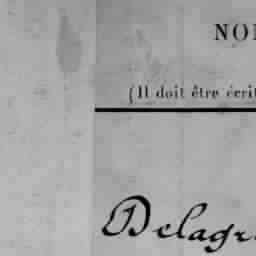 NO
(Il doit être écrit
Delagr